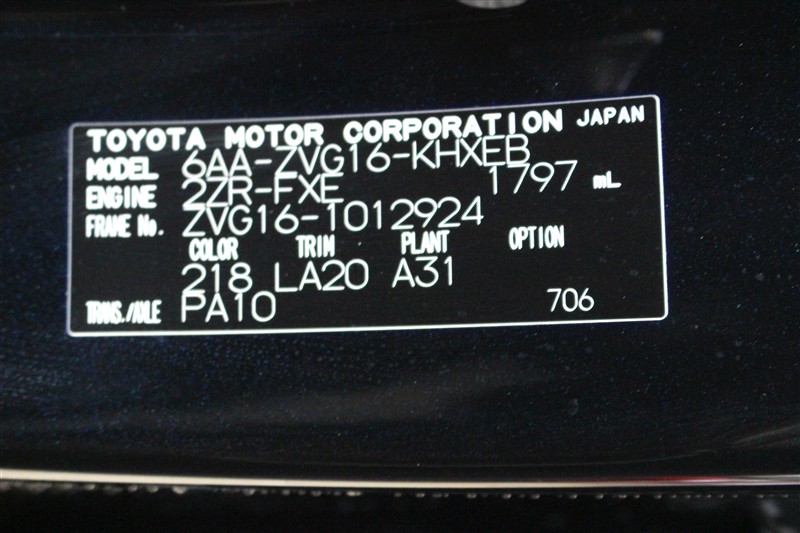 TOYOTA MOTOR CORPORATION JAPAN
MODEL 6AA-ZVG16-KHXEB
ENGINE 2ZR-FXE 1797 mL
FRAME No. ZVG16-1012924
COLOR TRIM PLANT OPTION
218 LA20 A31
TRANS./AXLE PA10 706